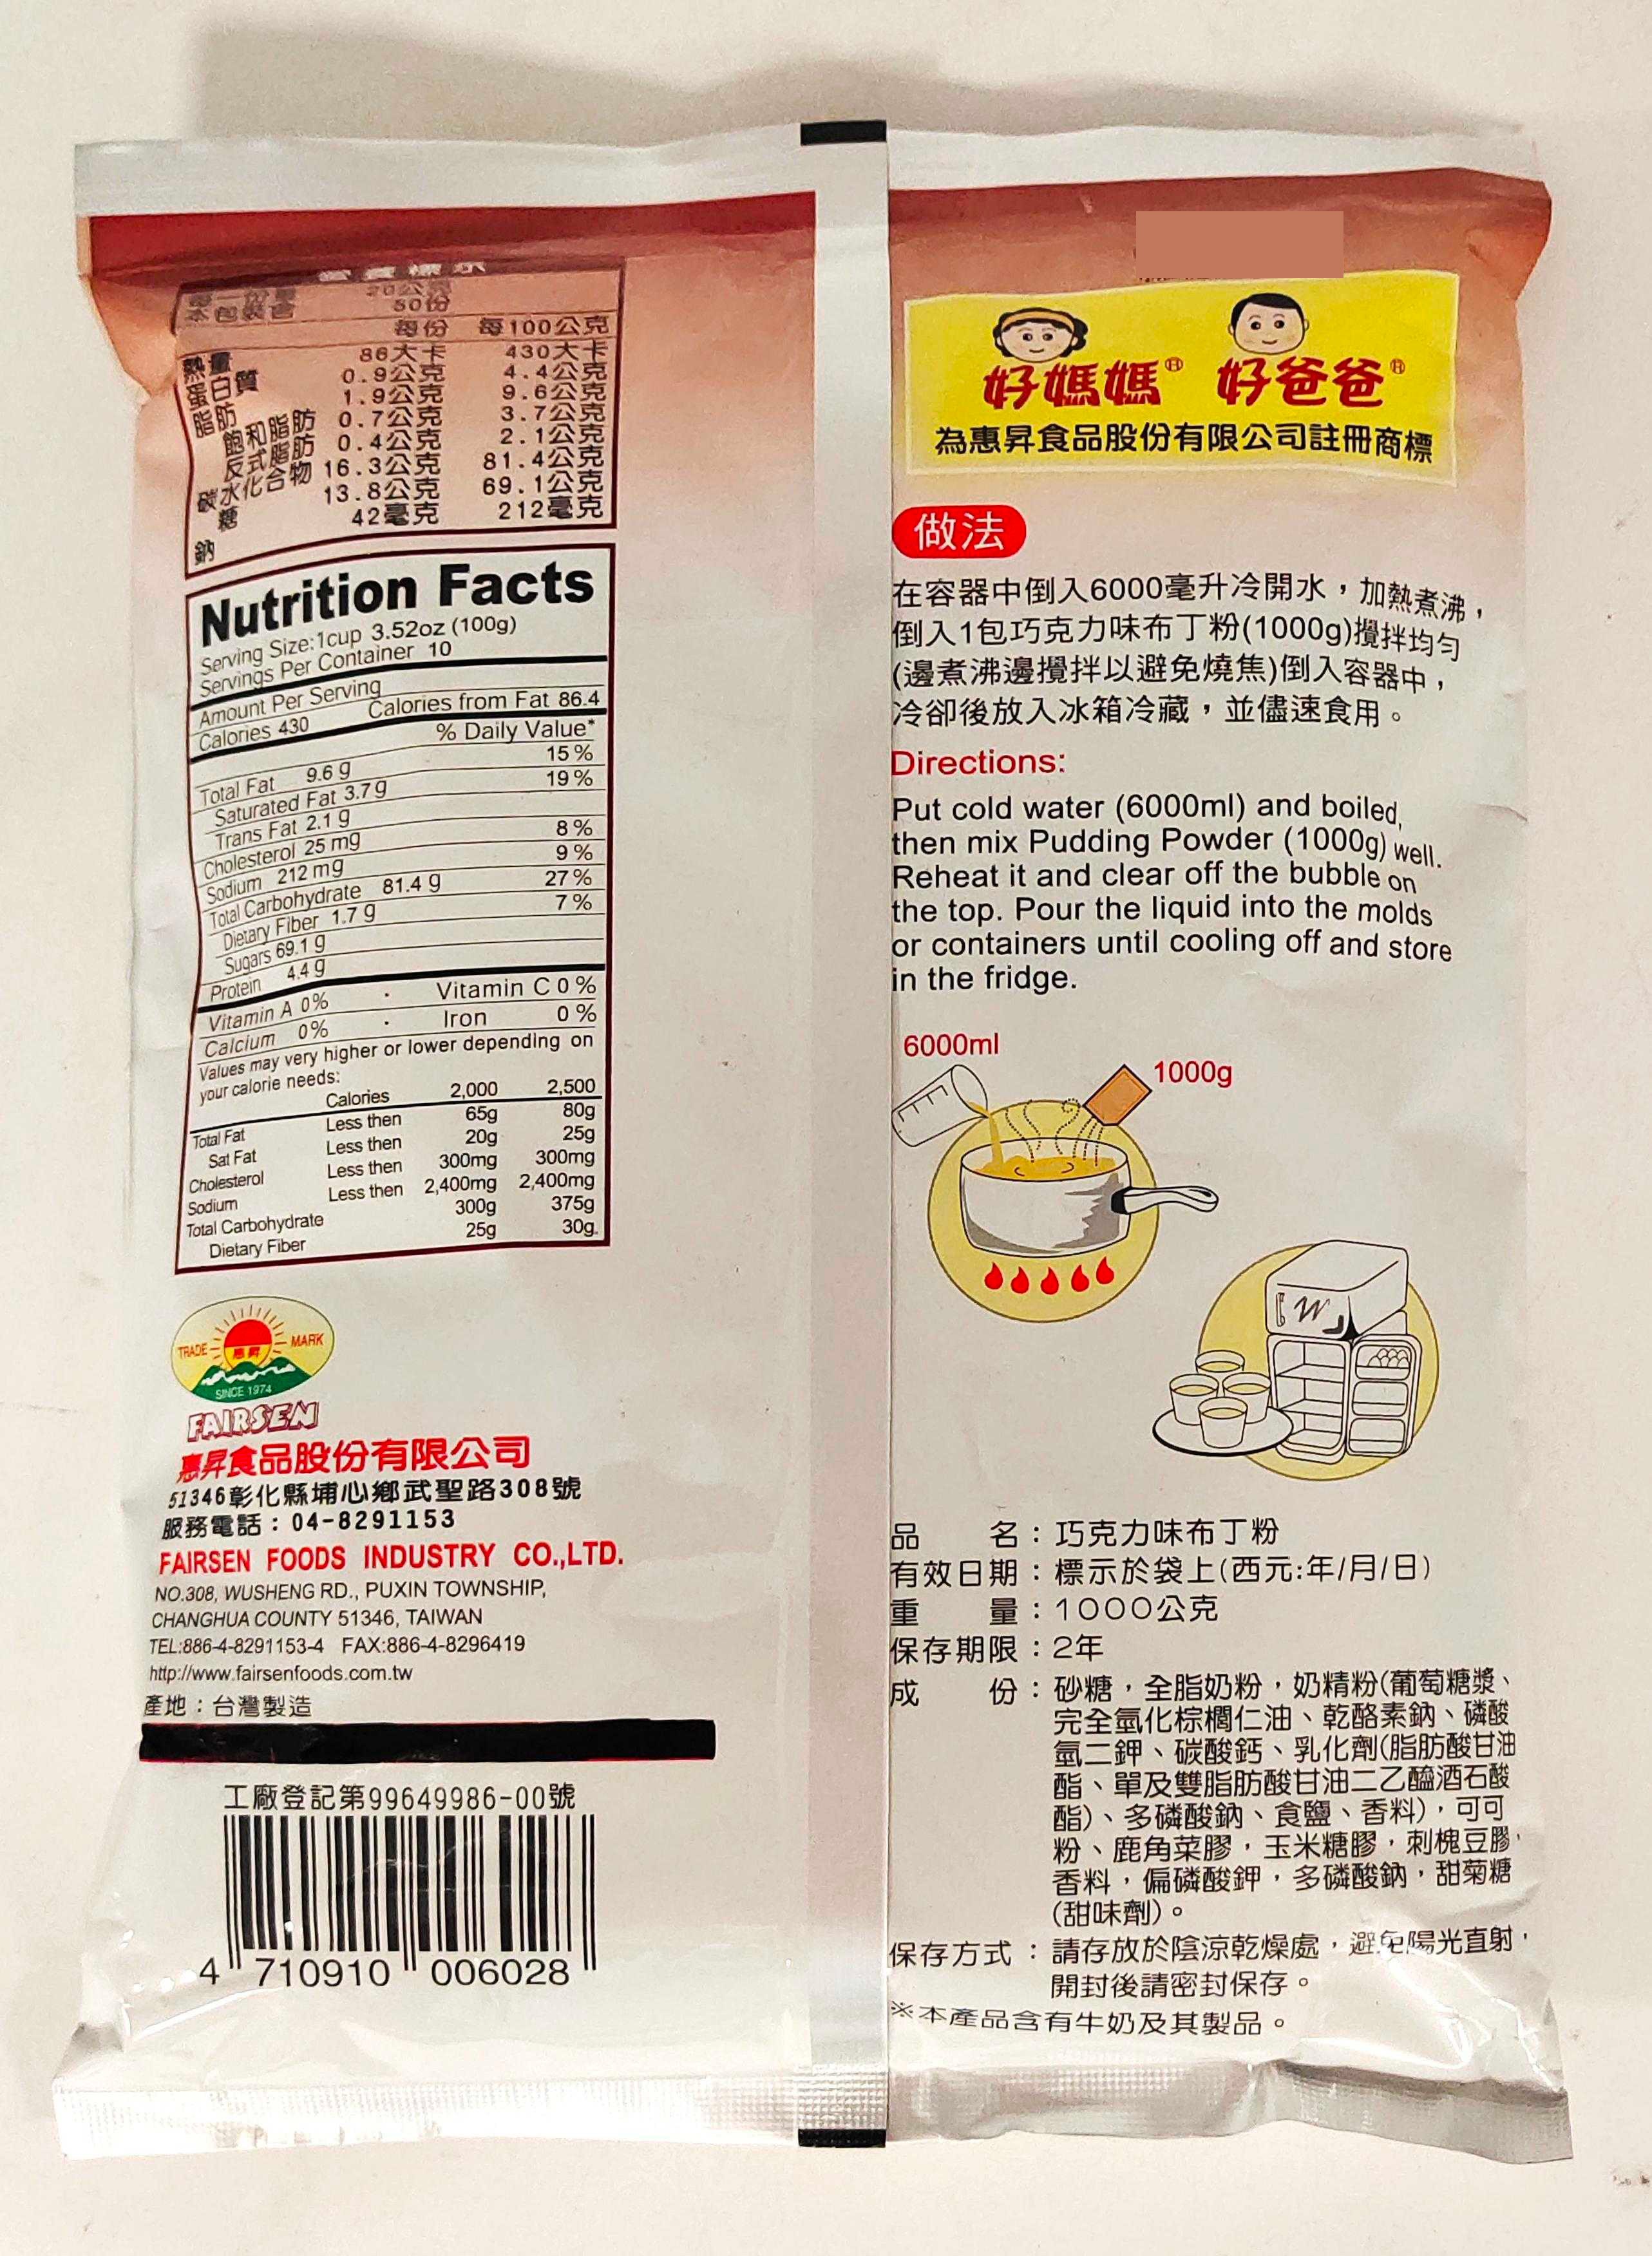 營養標示
每一份量 20公克
本包裝含 50份
每份 每100公克
熱量 86大卡 430大卡
蛋白質 0.9公克 4.4公克
脂肪 1.9公克 9.6公克
飽和脂肪 0.7公克 3.7公克
反式脂肪 0.4公克 2.1公克
碳水化合物 16.3公克 81.4公克
糖 13.8公克 69.1公克
鈉 42毫克 212毫克
Nutrition Facts
Serving Size:1cup 3.52oz (100g)
Servings Per Container 10
Amount Per Serving
Calories 430 Calories from Fat 86.4
% Daily Value*
Total Fat 9.6 g 15%
Saturated Fat 3.7g 19%
Trans Fat 2.1 g
Cholesterol 25 mg 8%
Sodium 212 mg 9%
Total Carbohydrate 81.4 g 27%
Dietary Fiber 1.7 g 7%
Sugars 69.1 g
Protein 4.4 g
Vitamin A 0% · Vitamin C 0%
Calcium 0% · Iron 0%
Values may very higher or lower depending on
your calorie needs:
Calories 2,000 2,500
Total Fat Less then 65g 80g
Sat Fat Less then 20g 25g
Cholesterol Less then 300mg 300mg
Sodium Less then 2,400mg 2,400mg
Total Carbohydrate 300g 375g
Dietary Fiber 25g 30g.
TRADE MARK
惠昇
SINCE 1974
FAIRSEN
惠昇食品股份有限公司
51346彰化縣埔心鄉武聖路308號
服務電話：04-8291153
FAIRSEN FOODS INDUSTRY CO.,LTD.
NO.308, WUSHENG RD., PUXIN TOWNSHIP,
CHANGHUA COUNTY 51346, TAIWAN
TEL:886-4-8291153-4 FAX:886-4-8296419
http://www.fairsenfoods.com.tw
產地：台灣製造
工廠登記第99649986-00號
4 710910 006028
好媽媽® 好爸爸®
為惠昇食品股份有限公司註冊商標
做法
在容器中倒入6000毫升冷開水，加熱煮沸，
倒入1包巧克力味布丁粉(1000g)攪拌均勻
(邊煮沸邊攪拌以避免燒焦)倒入容器中，
冷卻後放入冰箱冷藏，並儘速食用。
Directions:
Put cold water (6000ml) and boiled,
then mix Pudding Powder (1000g) well.
Reheat it and clear off the bubble on
the top. Pour the liquid into the molds
or containers until cooling off and store
in the fridge.
6000ml
1000g
品 名：巧克力味布丁粉
有效日期：標示於袋上(西元:年/月/日)
重 量：1000公克
保存期限：2年
成 份：砂糖，全脂奶粉，奶精粉(葡萄糖漿、
完全氫化棕櫚仁油、乾酪素鈉、磷酸
氫二鉀、碳酸鈣、乳化劑(脂肪酸甘油
酯、單及雙脂肪酸甘油二乙醯酒石酸
酯)、多磷酸鈉、食鹽、香料)，可可
粉、鹿角菜膠，玉米糖膠，刺槐豆膠，
香料，偏磷酸鉀，多磷酸鈉，甜菊糖
(甜味劑)。
保存方式：請存放於陰涼乾燥處，避免陽光直射，
開封後請密封保存。
※本產品含有牛奶及其製品。